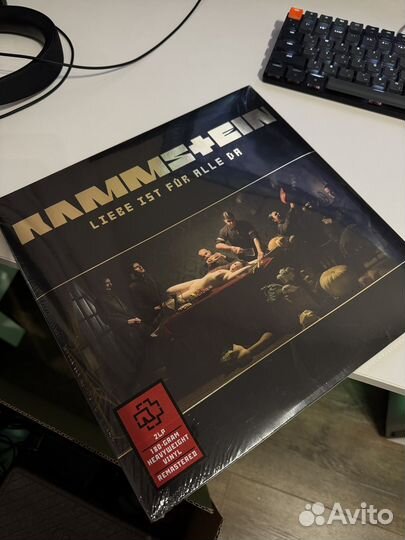 RAMMSTEIN
LIEBE IST FÜR ALLE DA
2LP
180-GRAM
HEAVYWEIGHT
VINYL
REMASTERED
Avito